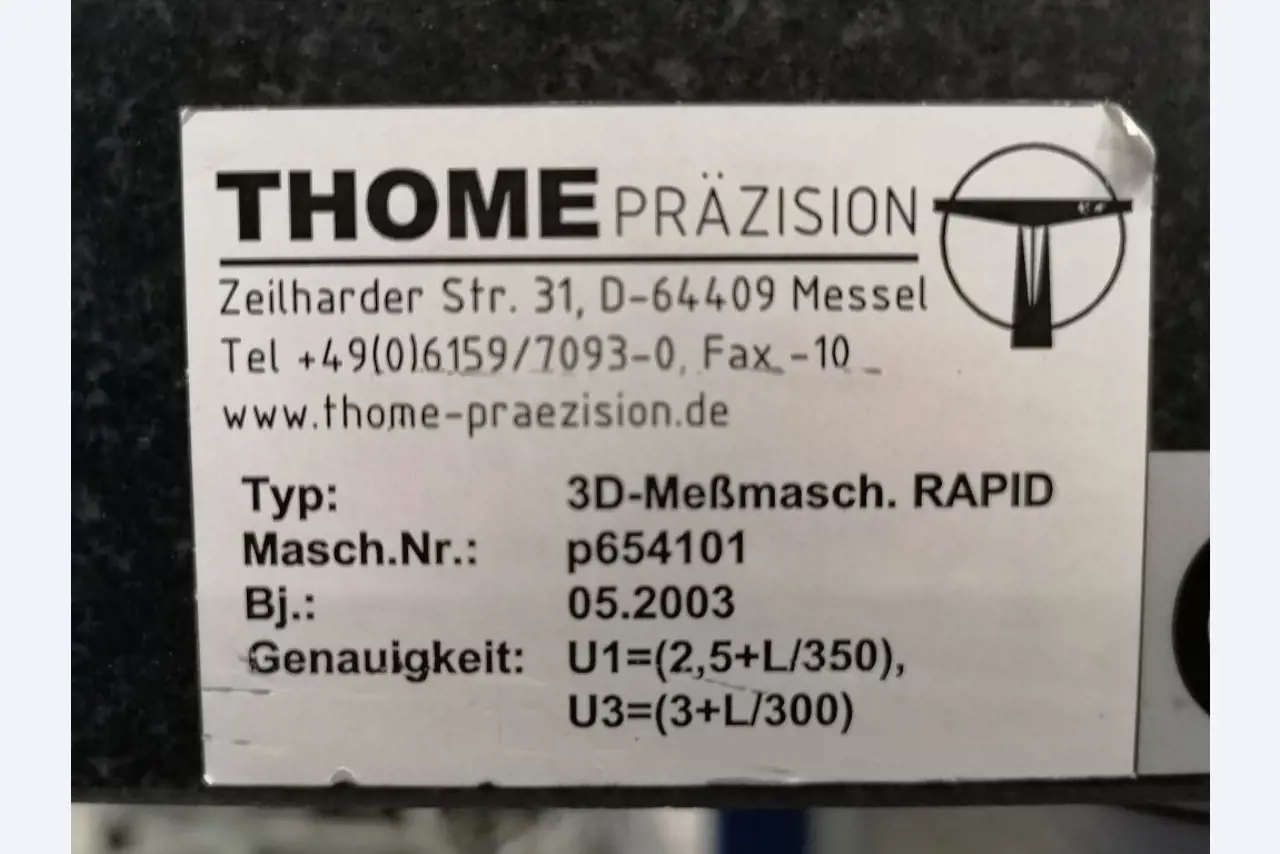 THOME PRÄZISION
Zeilharder Str. 31, D-64409 Messel
Tel +49(0)6159/7093-0, Fax -10
www.thome-praezision.de
Typ: 3D-Meßmasch. RAPID
Masch.Nr.: p654101
Bj.: 05.2003
Genauigkeit: U1=(2,5+L/350),
U3=(3+L/300)